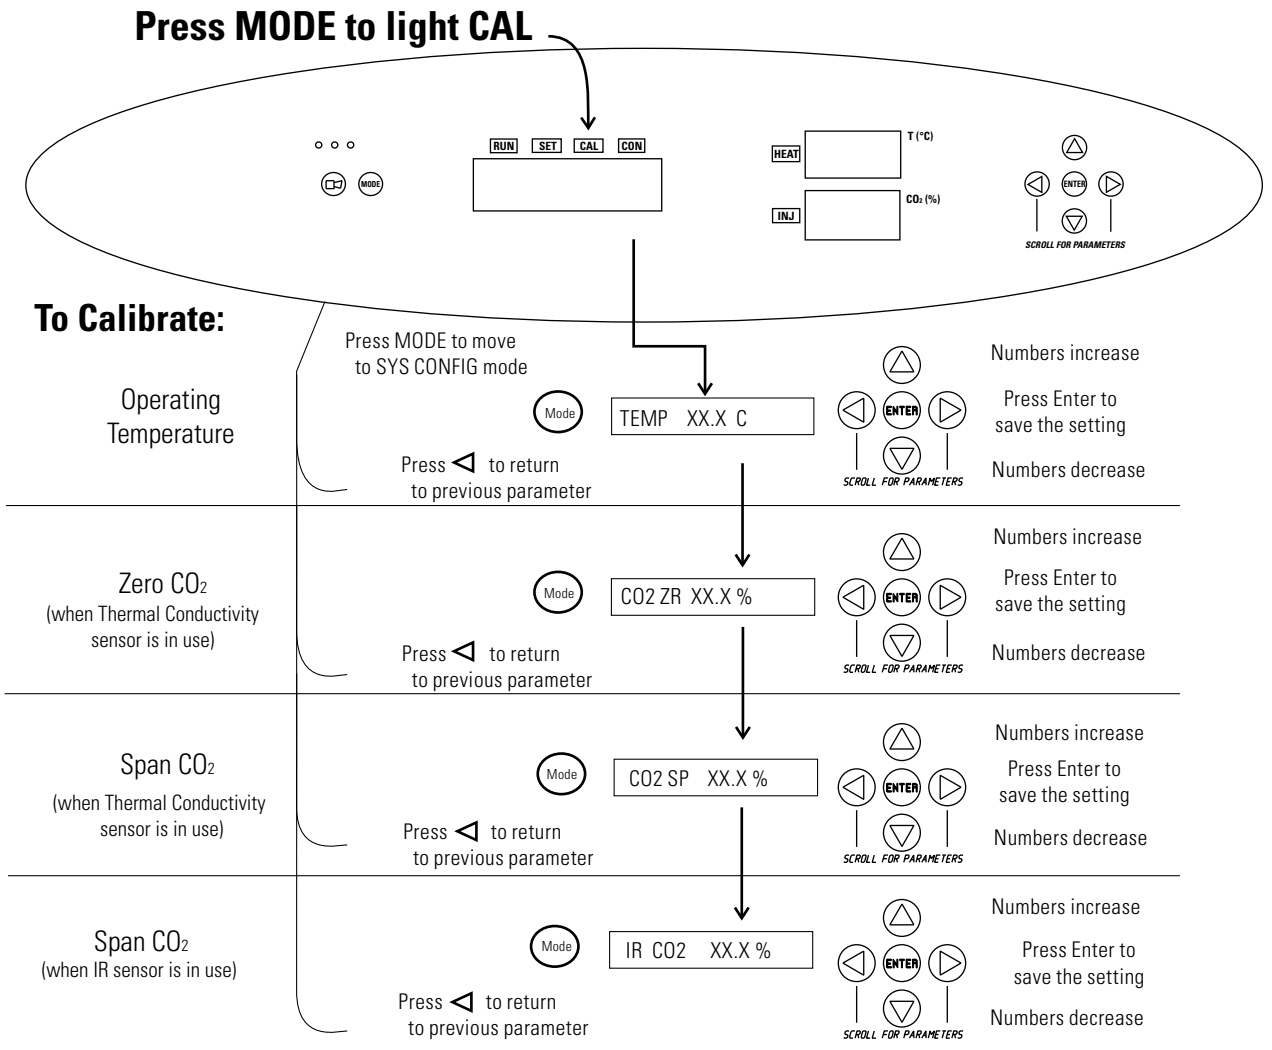 Press MODE to light CAL
RUN SET CAL CON
T (°C)
HEAT
MODE
ENTER
CO2 (%)
INJ
SCROLL FOR PARAMETERS
To Calibrate:
Press MODE to move
to SYS CONFIG mode
Operating
Temperature
Mode
TEMP XX.X C
ENTER
Numbers increase
Press Enter to
save the setting
Numbers decrease
SCROLL FOR PARAMETERS
Press to return
to previous parameter
Zero CO2
(when Thermal Conductivity
sensor is in use)
Mode
CO2 ZR XX.X %
ENTER
Numbers increase
Press Enter to
save the setting
Numbers decrease
SCROLL FOR PARAMETERS
Press to return
to previous parameter
Span CO2
(when Thermal Conductivity
sensor is in use)
Mode
CO2 SP XX.X %
ENTER
Numbers increase
Press Enter to
save the setting
Numbers decrease
SCROLL FOR PARAMETERS
Press to return
to previous parameter
Span CO2
(when IR sensor is in use)
Mode
IR CO2 XX.X %
ENTER
Numbers increase
Press Enter to
save the setting
Numbers decrease
SCROLL FOR PARAMETERS
Press to return
to previous parameter